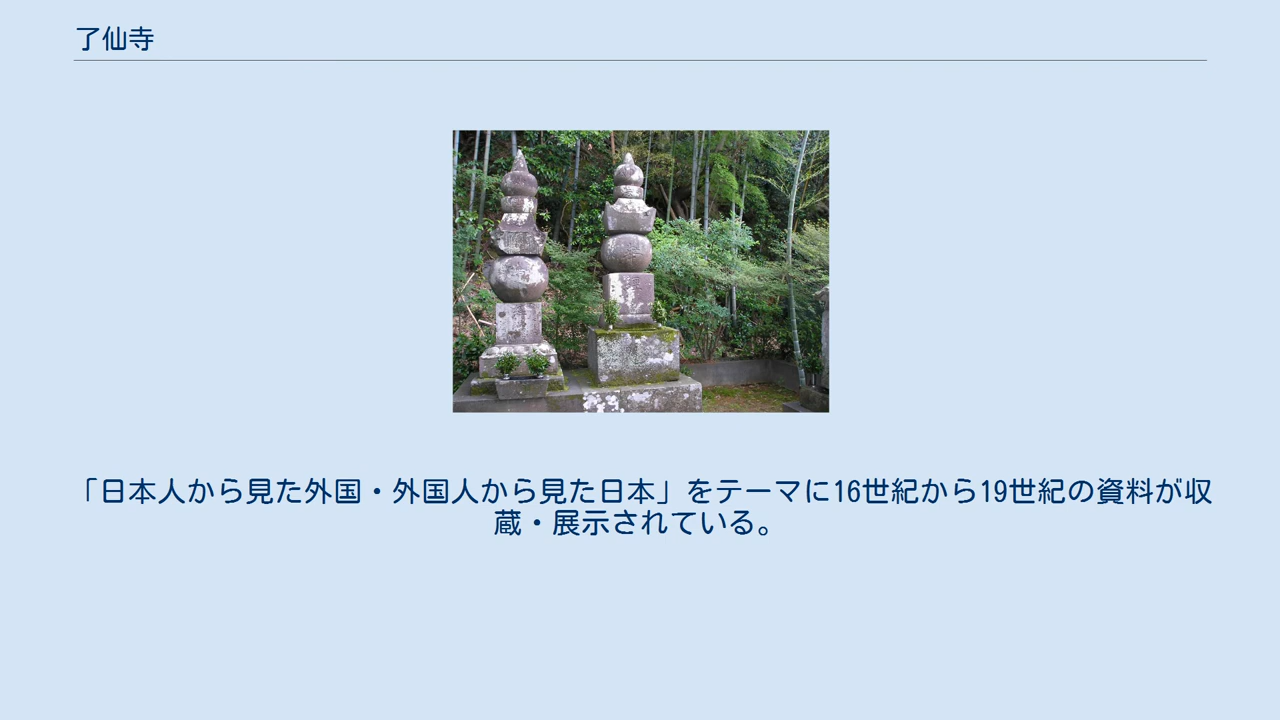 了仙寺
「日本人から見た外国・外国人から見た日本」をテーマに16世紀から19世紀の資料が収
蔵・展示されている。